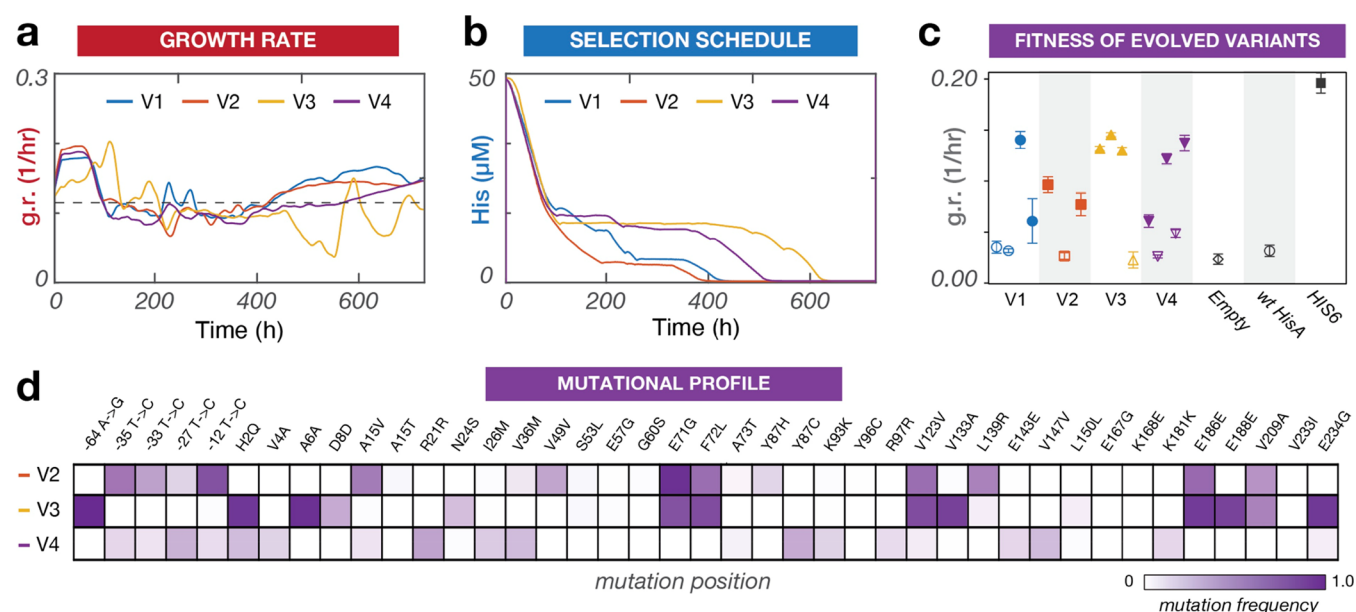 a
GROWTH RATE
0.3
V1 V2 V3 V4
g.r. (1/hr)
0
0 200 400 600
Time (h)
b
SELECTION SCHEDULE
50
V1 V2 V3 V4
His (µM)
0
0 200 400 600
Time (h)
c
FITNESS OF EVOLVED VARIANTS
0.20
g.r. (1/hr)
0.00
V1 V2 V3 V4 Empty wt HisA HIS6
d
MUTATIONAL PROFILE
-64 A->G -35 T->C -33 T->C -27 T->C -12 T->C H2Q V4A A6A D8D A15V A15T R21R N24S I26M V36M V49V S53L E57G G60S E71G F72L A73T Y87H Y87C K93K Y96C R97R V123V V133A L139R E143E V147V L150L E167G K168E K181K E186E E188E V209A V233I E234G
V2
V3
V4
mutation position
0 1.0
mutation frequency